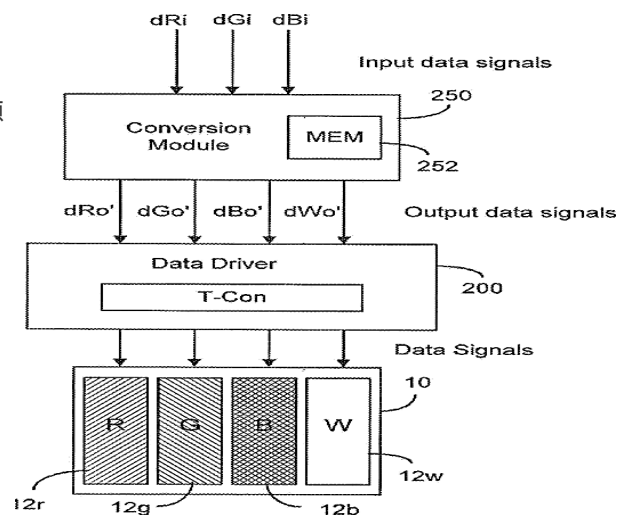 dRi dGi dBi
Input data signals
250
Conversion Module
MEM
252
dRo' dGo' dBo' dWo'
Output data signals
Data Driver
200
T-Con
Data Signals
10
R G B W
12w
12r 12g 12b